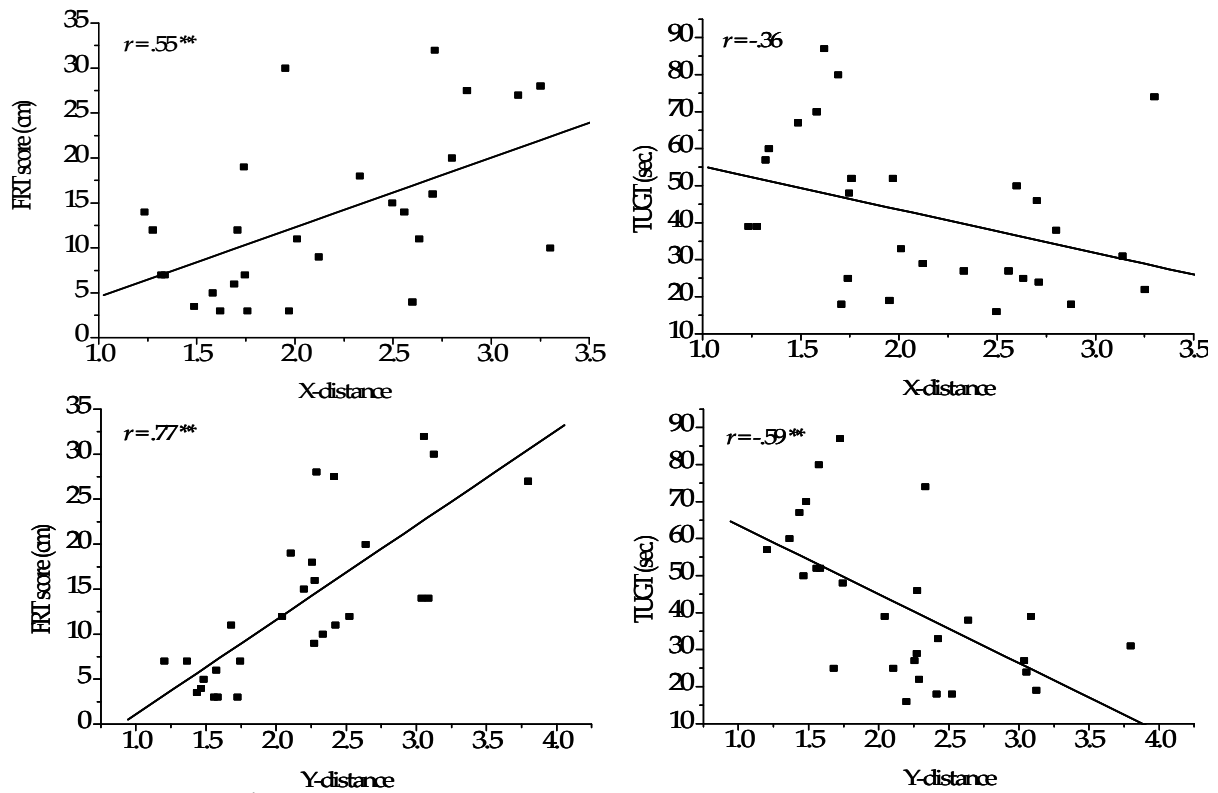 r = .55**
FRT score (cm)
35
30
25
20
15
10
5
0
1.0 1.5 2.0 2.5 3.0 3.5
X-distance
r = -.36
TUGT (sec.)
90
80
70
60
50
40
30
20
10
1.0 1.5 2.0 2.5 3.0 3.5
X-distance
r = .77**
FRT score (cm)
35
30
25
20
15
10
5
0
1.0 1.5 2.0 2.5 3.0 3.5 4.0
Y-distance
r = -.59**
TUGT (sec.)
90
80
70
60
50
40
30
20
10
1.0 1.5 2.0 2.5 3.0 3.5 4.0
Y-distance